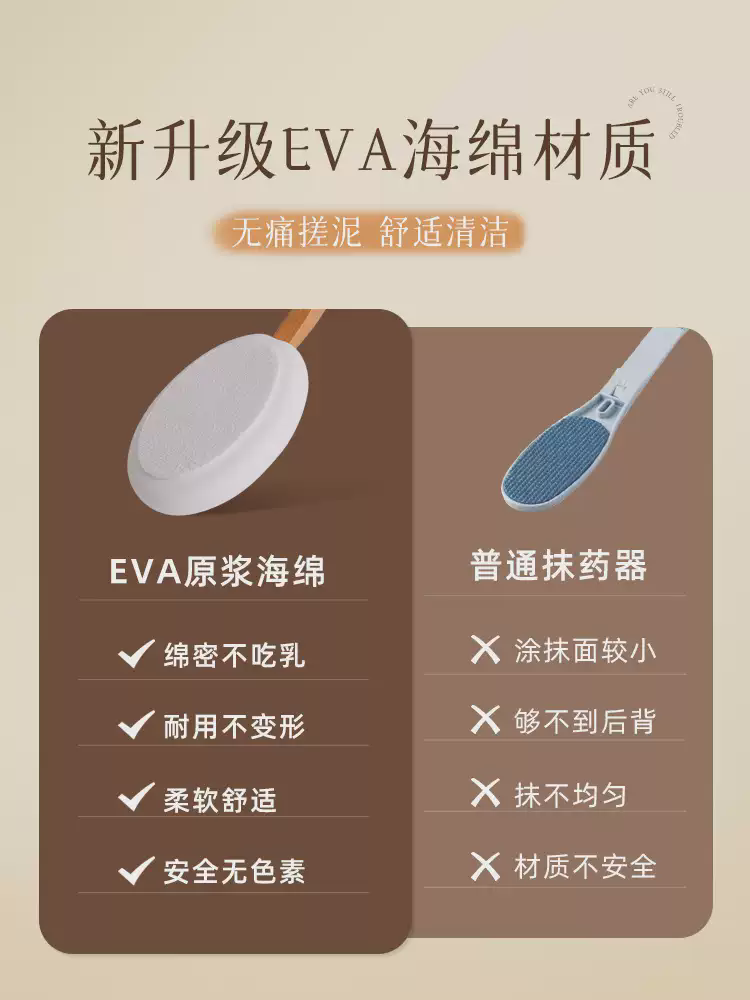 ARE YOU STILL TROUBLED
新升级EVA海绵材质
无痛搓泥 舒适清洁
EVA原浆海绵
绵密不吃乳
耐用不变形
柔软舒适
安全无色素
普通抹药器
涂抹面较小
够不到后背
抹不均匀
材质不安全